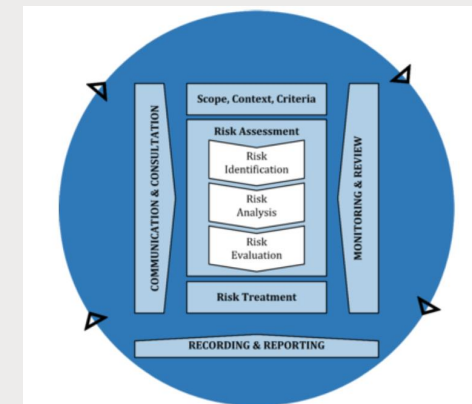 Scope, Context, Criteria
Risk Assessment
Risk
Identification
Risk
Analysis
Risk
Evaluation
Risk Treatment
COMMUNICATION & CONSULTATION
MONITORING & REVIEW
RECORDING & REPORTING